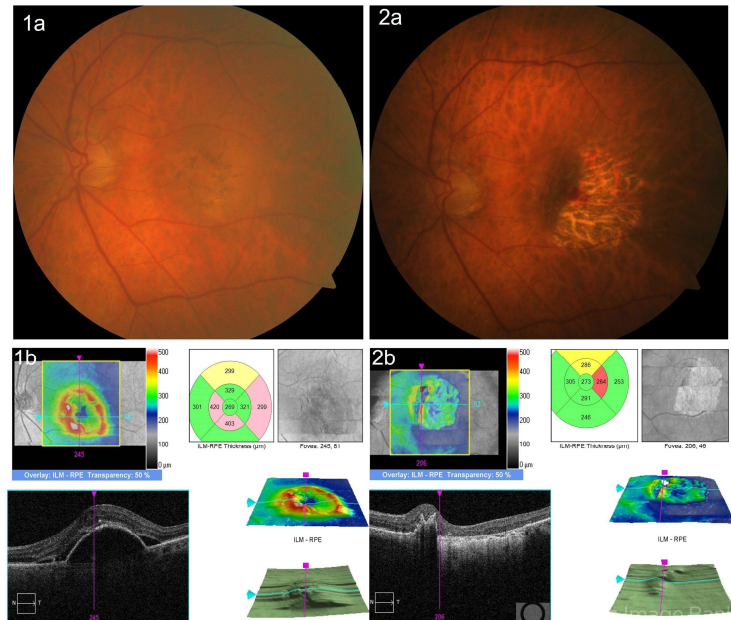 1a
2a
1b
500
400
300
200
100
0 µm
245
Overlay: ILM - RPE Transparency: 50 %
299
329
301
420
269
321
299
403
ILM-RPE Thickness (µm)
Fovea: 245, 81
ILM - RPE
N
T
245
2b
500
400
300
200
100
0 µm
206
Overlay: ILM - RPE Transparency: 50 %
286
305
273
264
253
291
246
ILM-RPE Thickness (µm)
Fovea: 206, 46
ILM - RPE
N
T
206